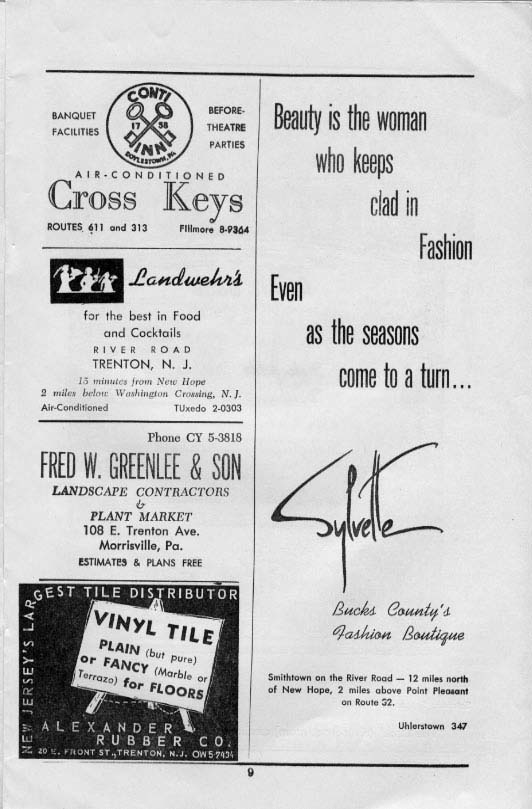 BANQUET
FACILITIES
CONTI
17 58
INN
DOYLESTOWN, PA.
BEFORE-
THEATRE
PARTIES
AIR-CONDITIONED
Cross Keys
ROUTES 611 and 313 FIllmore 8-9364
Landwehr's
for the best in Food
and Cocktails
RIVER ROAD
TRENTON, N. J.
15 minutes from New Hope
2 miles below Washington Crossing, N. J.
Air-Conditioned TUxedo 2-0303
Phone CY 5-3818
FRED W. GREENLEE & SON
LANDSCAPE CONTRACTORS
&
PLANT MARKET
108 E. Trenton Ave.
Morrisville, Pa.
ESTIMATES & PLANS FREE
NEW JERSEY'S LARGEST TILE DISTRIBUTOR
VINYL TILE
PLAIN (but pure)
or FANCY (Marble or
Terrazo) for FLOORS
ALEXANDER
RUBBER CO.
20 E. FRONT ST., TRENTON, N.J. OW5-7434
Beauty is the woman
who keeps
clad in
Fashion
Even
as the seasons
come to a turn...
Sylvette
Bucks County's
Fashion Boutique
Smithtown on the River Road — 12 miles north
of New Hope, 2 miles above Point Pleasant
on Route 32.
Uhlerstown 347
9